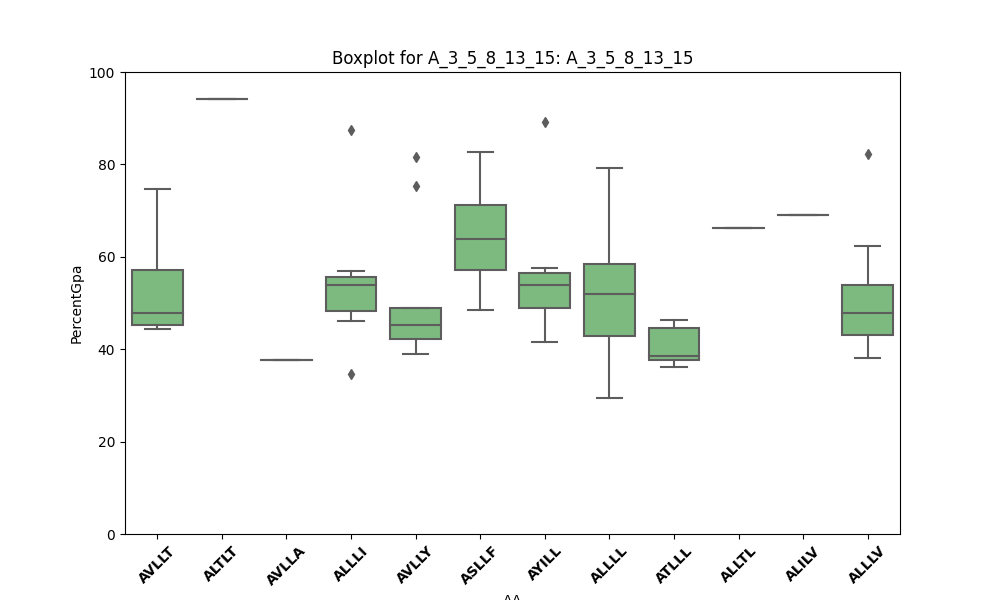 Boxplot for A_3_5_8_13_15: A_3_5_8_13_15
100
80
60
40
20
0
PercentGpa
AVLLT
ALTLT
AVLLA
ALLLI
AVLLY
ASLLF
AYILL
ALLLL
ATLLL
ALLTL
ALILV
ALLLV
AA